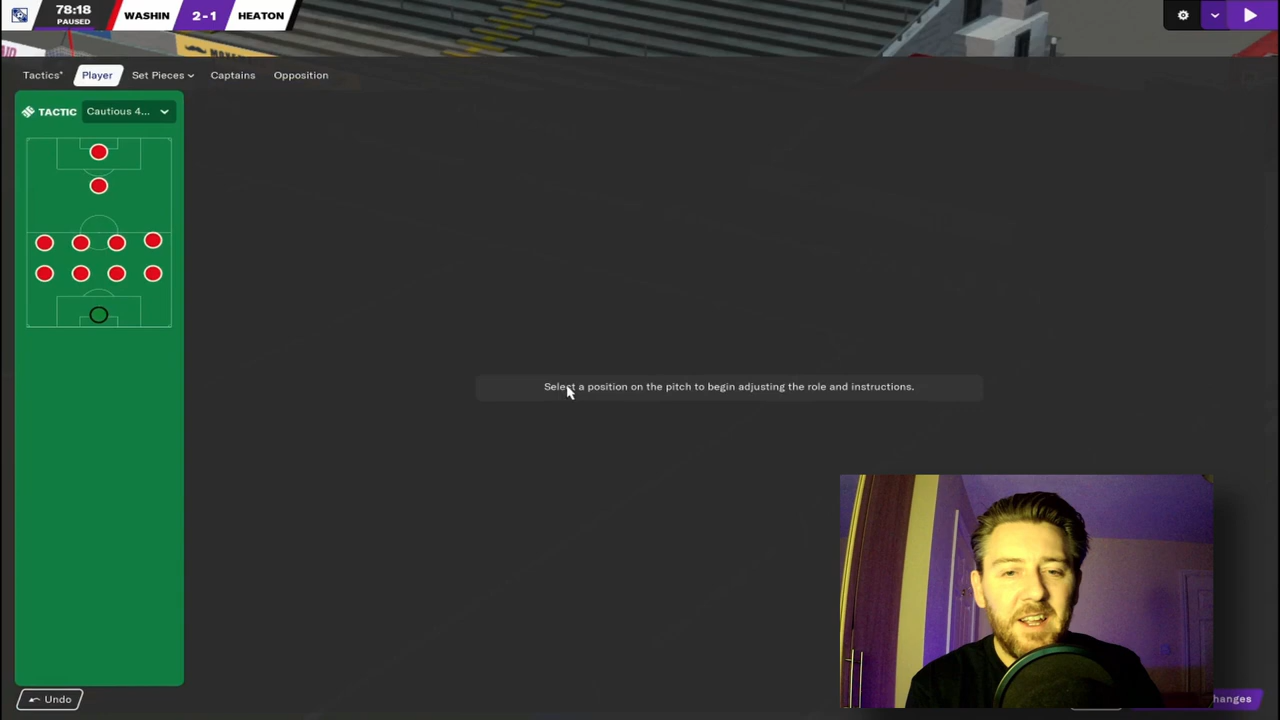 78:18
PAUSED
WASHIN
2-1
HEATON
Tactics*
Player
Set Pieces
Captains
Opposition
TACTIC
Cautious 4...
Select a position on the pitch to begin adjusting the role and instructions.
Undo
hanges